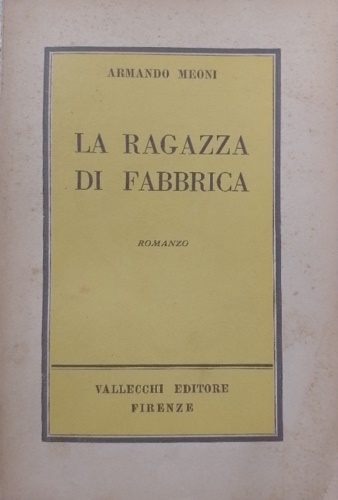 ARMANDO MEONI
LA RAGAZZA
DI FABBRICA
ROMANZO
VALLECCHI EDITORE
FIRENZE